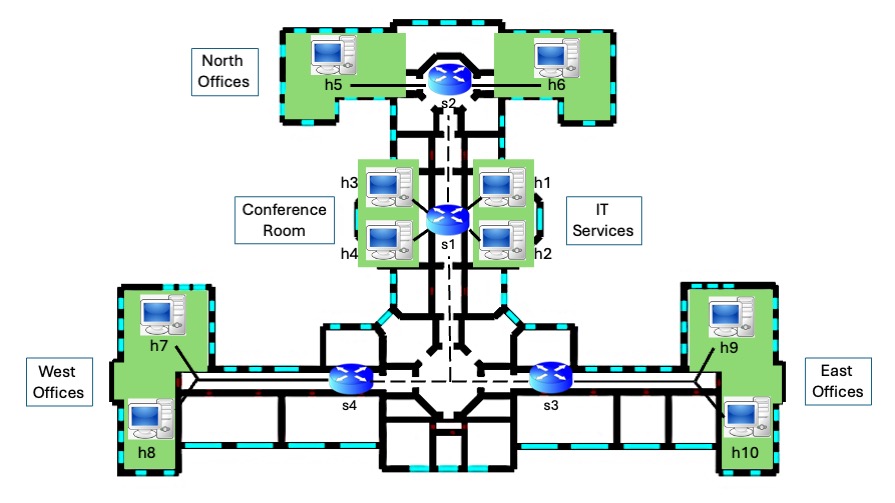 North
Offices
h5
h6
s2
h3
h1
Conference
Room
IT
Services
s1
h4
h2
h7
h9
West
Offices
East
Offices
s4
s3
h8
h10